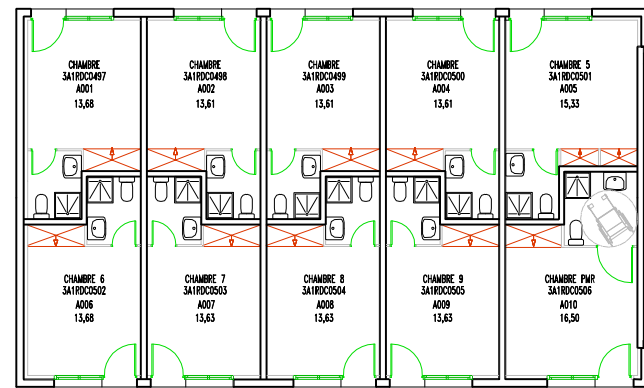 CHAMBRE
3A1RDC0497
A001
13,68
CHAMBRE
3A1RDC0498
A002
13,61
CHAMBRE
3A1RDC0499
A003
13,61
CHAMBRE
3A1RDC0500
A004
13,61
CHAMBRE 5
3A1RDC0501
A005
15,33
CHAMBRE 6
3A1RDC0502
A006
13,68
CHAMBRE 7
3A1RDC0503
A007
13,63
CHAMBRE 8
3A1RDC0504
A008
13,63
CHAMBRE 9
3A1RDC0505
A009
13,63
CHAMBRE PMR
3A1RDC0506
A010
16,50